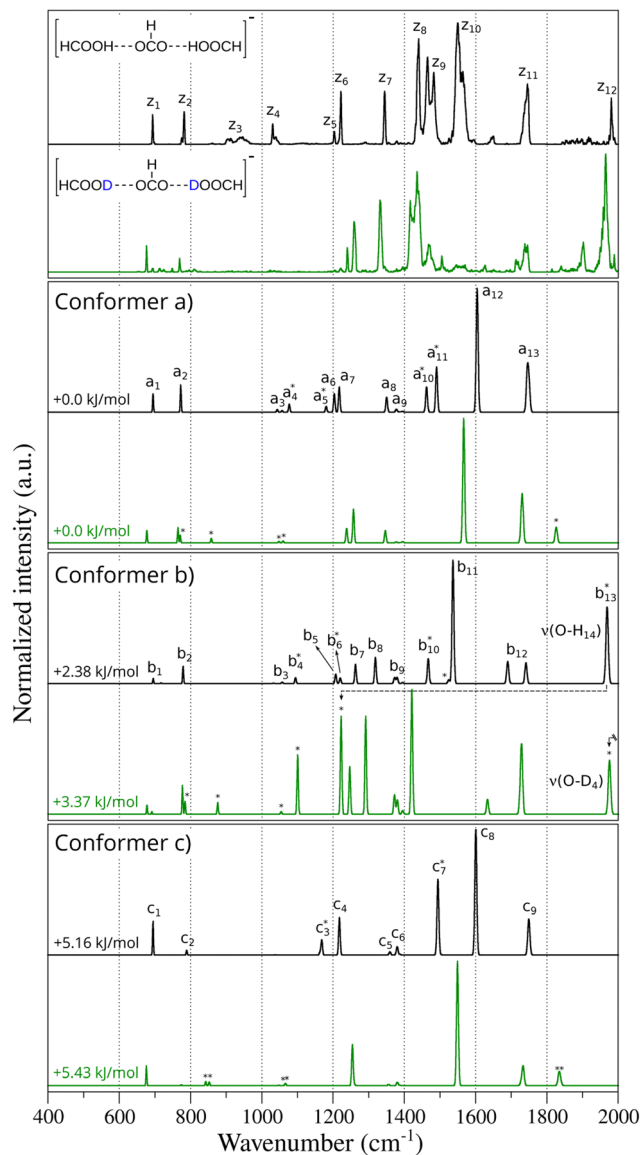 H
[HCOOH---OCO---HOOCH]⁻
z₁ z₂ z₃ z₄ z₅ z₆ z₇ z₈ z₉ z₁₀ z₁₁ z₁₂
H
[HCOOD---OCO---DOOCH]⁻
Conformer a)
a₁ a₂ a₃ a₄* a₅* a₆ a₇ a₈ a₉ a₁₀* a₁₁* a₁₂ a₁₃
+0.0 kJ/mol
+0.0 kJ/mol
* * * * *
Conformer b)
b₁ b₂ b₃ b₄* b₅ b₆* b₇ b₈ b₉ b₁₀* b₁₁ b₁₂ b₁₃*
ν(O-H₁₄)
+2.38 kJ/mol
*
* * * * * *
ν(O-D₄)
+3.37 kJ/mol
Conformer c)
c₁ c₂ c₃* c₄ c₅ c₆ c₇* c₈ c₉
+5.16 kJ/mol
+5.43 kJ/mol
** ** **
400 600 800 1000 1200 1400 1600 1800 2000
Wavenumber (cm⁻¹)
Normalized intensity (a.u.)